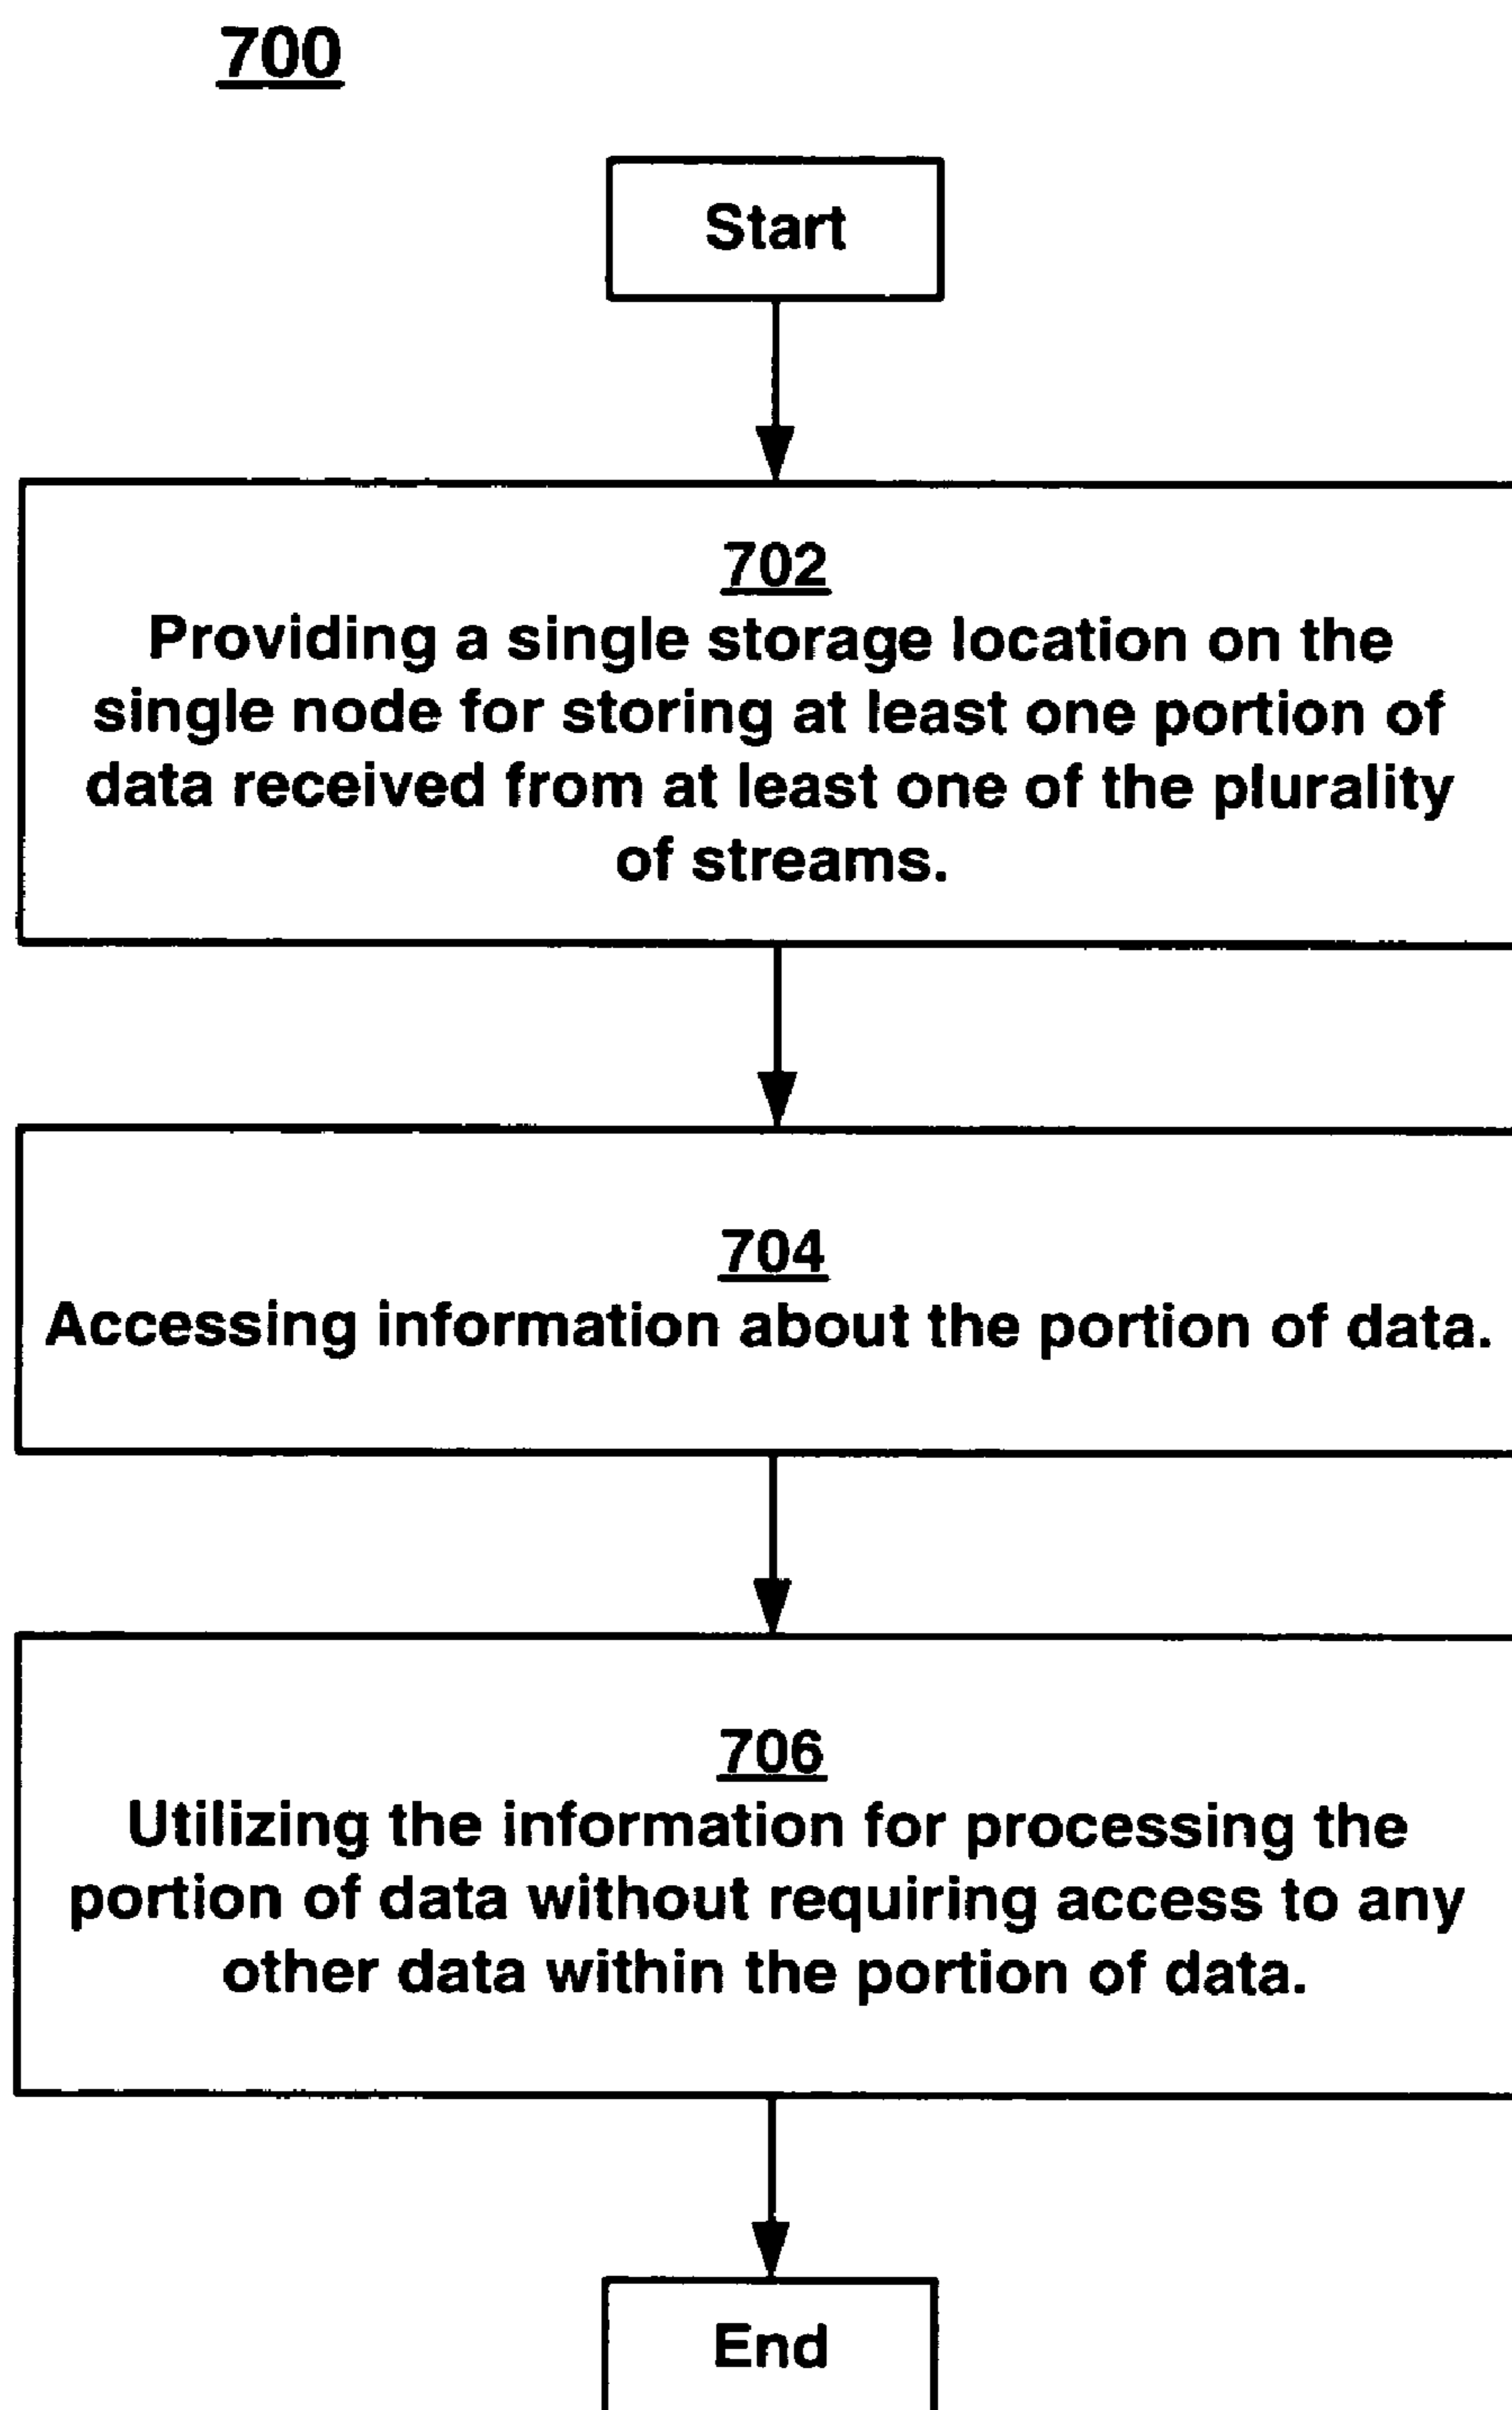 700
Start
702
Providing a single storage location on the
single node for storing at least one portion of
data received from at least one of the plurality
of streams.
704
Accessing information about the portion of data.
706
Utilizing the information for processing the
portion of data without requiring access to any
other data within the portion of data.
End